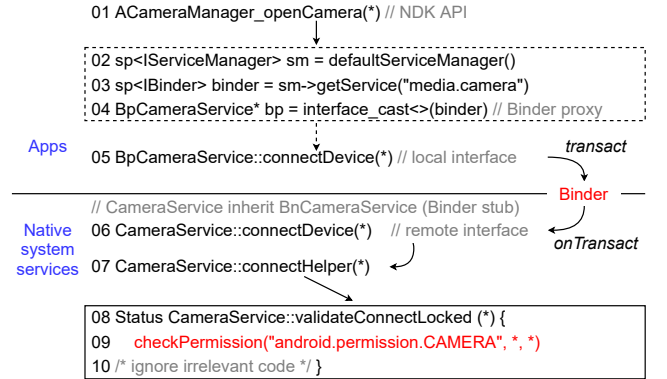 01 ACameraManager_openCamera(*) // NDK API
02 sp<IServiceManager> sm = defaultServiceManager()
03 sp<IBinder> binder = sm->getService("media.camera")
04 BpCameraService* bp = interface_cast<>(binder) // Binder proxy
Apps
05 BpCameraService::connectDevice(*) // local interface
transact
Binder
// CameraService inherit BnCameraService (Binder stub)
Native
system
services
06 CameraService::connectDevice(*) // remote interface
onTransact
07 CameraService::connectHelper(*)
08 Status CameraService::validateConnectLocked (*) {
09 checkPermission("android.permission.CAMERA", *, *)
10 /* ignore irrelevant code */ }